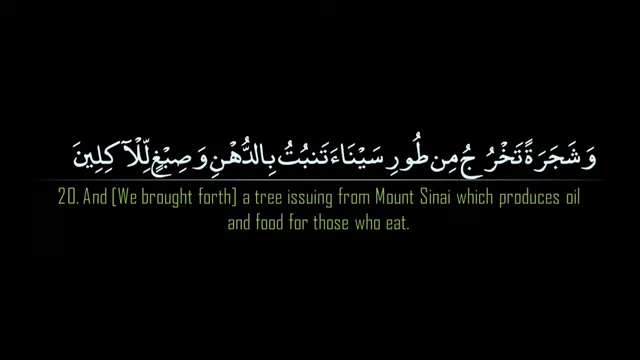 وَشَجَرَةً تَخْرُجُ مِن طُورِ سَيْنَاءَ تَنبُتُ بِالدُّهْنِ وَصِبْغٍ لِّلْآكِلِينَ
20. And [We brought forth] a tree issuing from Mount Sinai which produces oil
and food for those who eat.